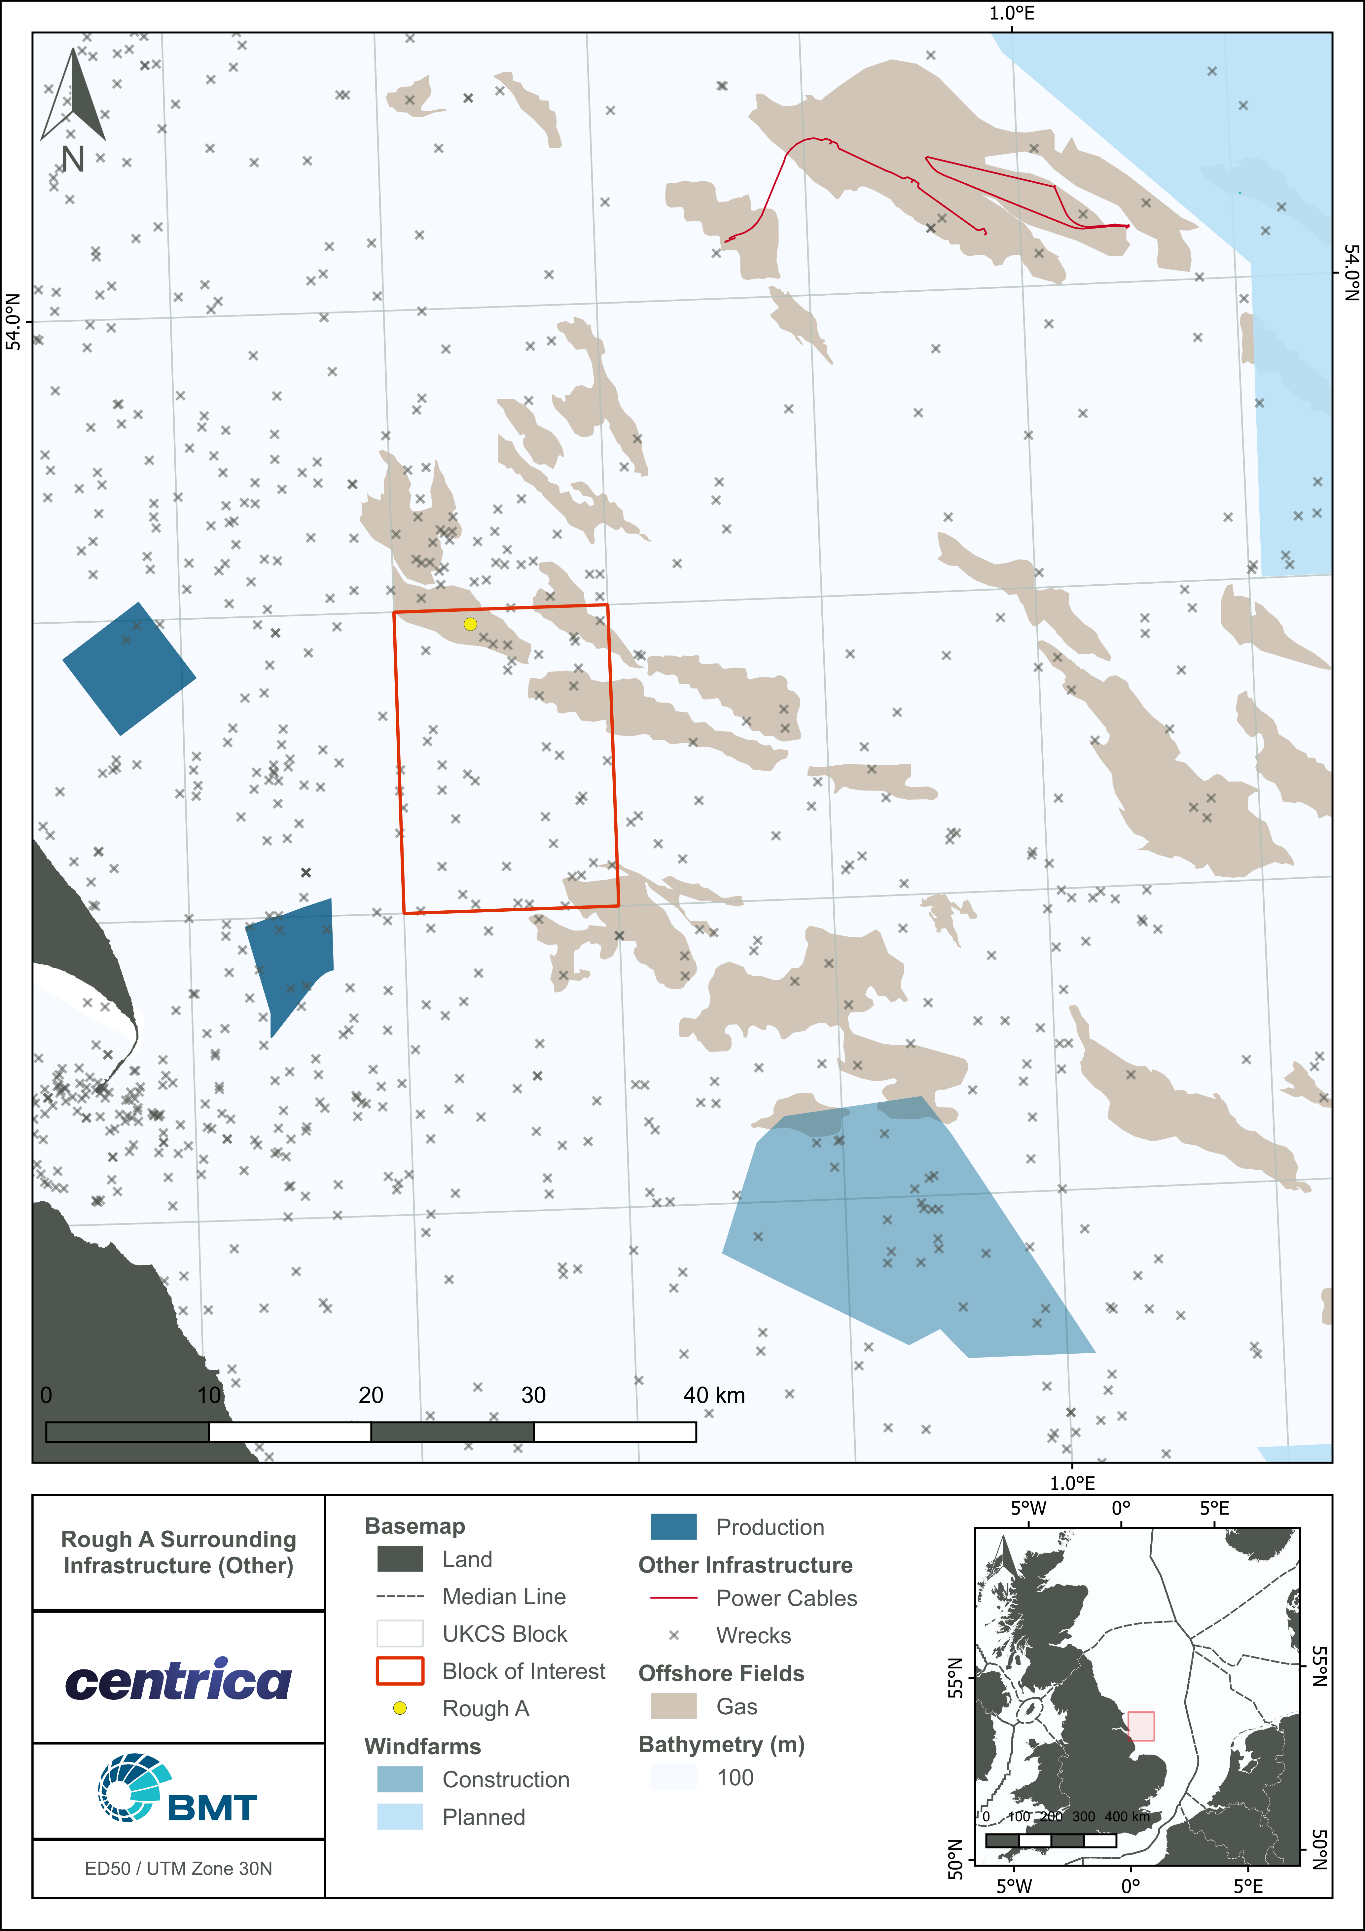 1.0°E
N
54.0°N
54.0°N
0 10 20 30 40 km
1.0°E
Rough A Surrounding
Infrastructure (Other)
centrica
BMT
ED50 / UTM Zone 30N
Basemap
Land
Median Line
UKCS Block
Block of Interest
Rough A
Windfarms
Construction
Planned
Production
Other Infrastructure
Power Cables
Wrecks
Offshore Fields
Gas
Bathymetry (m)
100
5°W 0° 5°E
55°N
55°N
0 100 200 300 400 km
50°N
50°N
5°W 0° 5°E